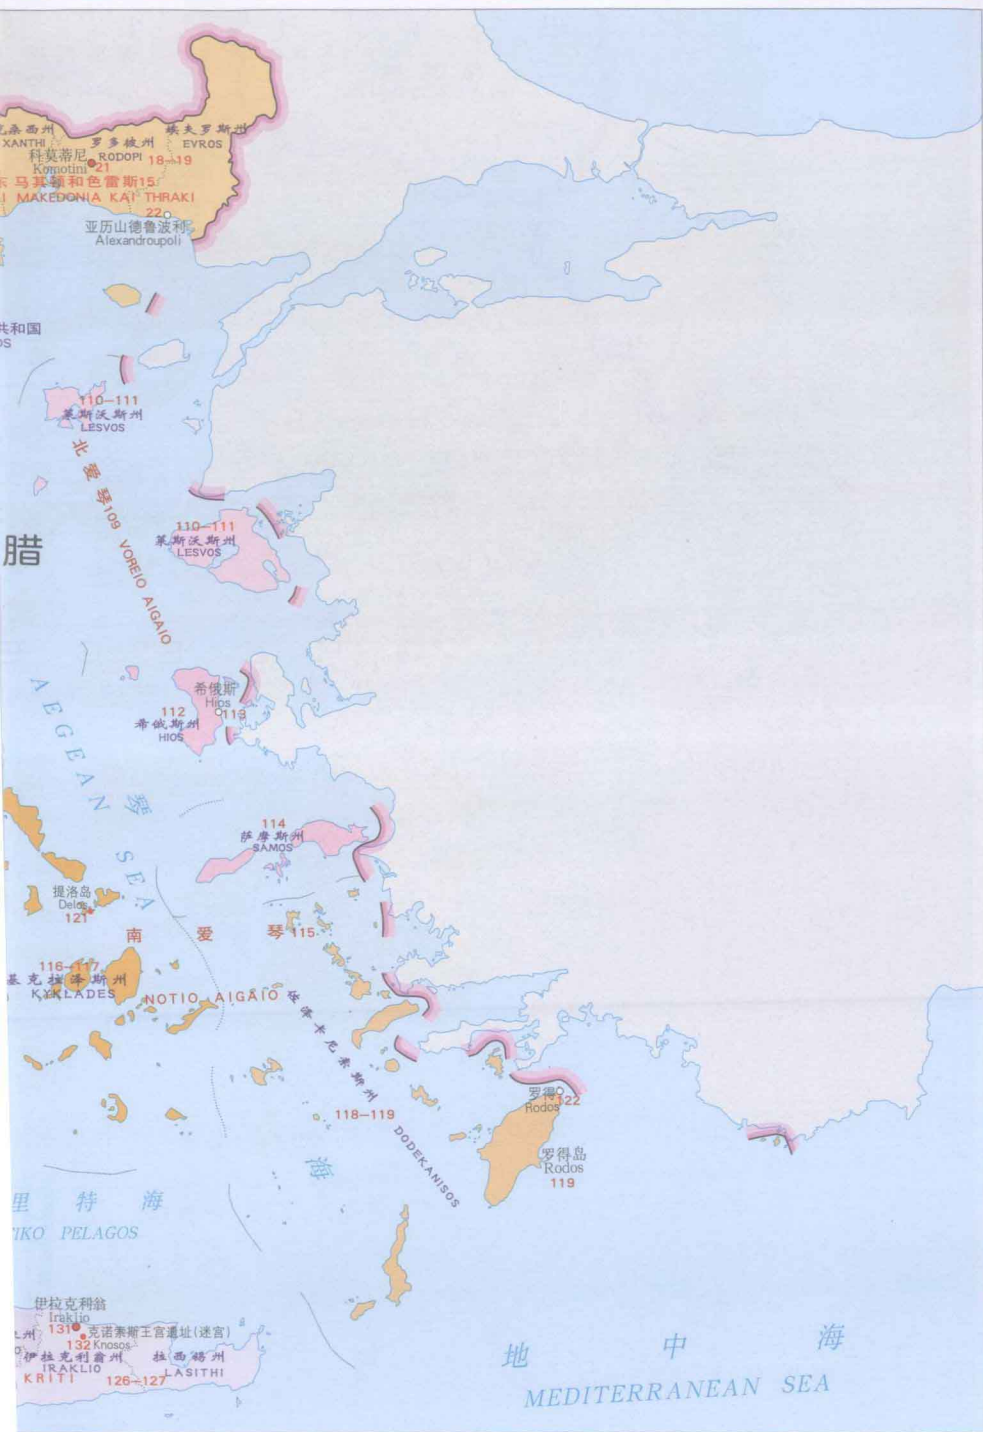 埃夫罗斯州
EVROS
桑西州
XANTHI
罗多彼州
RODOPI
18—19
科莫蒂尼
Komotini
21
东 马其顿和色雷斯15
I MAKEDONIA KAI THRAKI
22
亚历山德鲁波利
Alexandroupoli
共和国
OS
110—111
莱斯沃斯州
LESVOS
北爱琴109 VOREIO AIGAIO
110—111
莱斯沃斯州
LESVOS
腊
希俄斯
Hios
113
112
希俄斯州
HIOS
AEGEAN SEA
琴
114
萨摩斯州
SAMOS
提洛岛
Delos
121
南爱琴115
116—117
基克拉泽斯州
KYKLADES
NOTIO AIGAIO
佐泽卡尼索斯州
118—119
DODEKANISOS
罗得
Rodos
122
罗得岛
Rodos
119
海
里特海
TIKO PELAGOS
伊拉克利翁
Iraklio
131
克诺索斯王宫遗址(迷宫)
132 Knosos
州
伊拉克利翁州
IRAKLIO
拉西锡州
LASITHI
KRITI
126—127
地中海
MEDITERRANEAN SEA